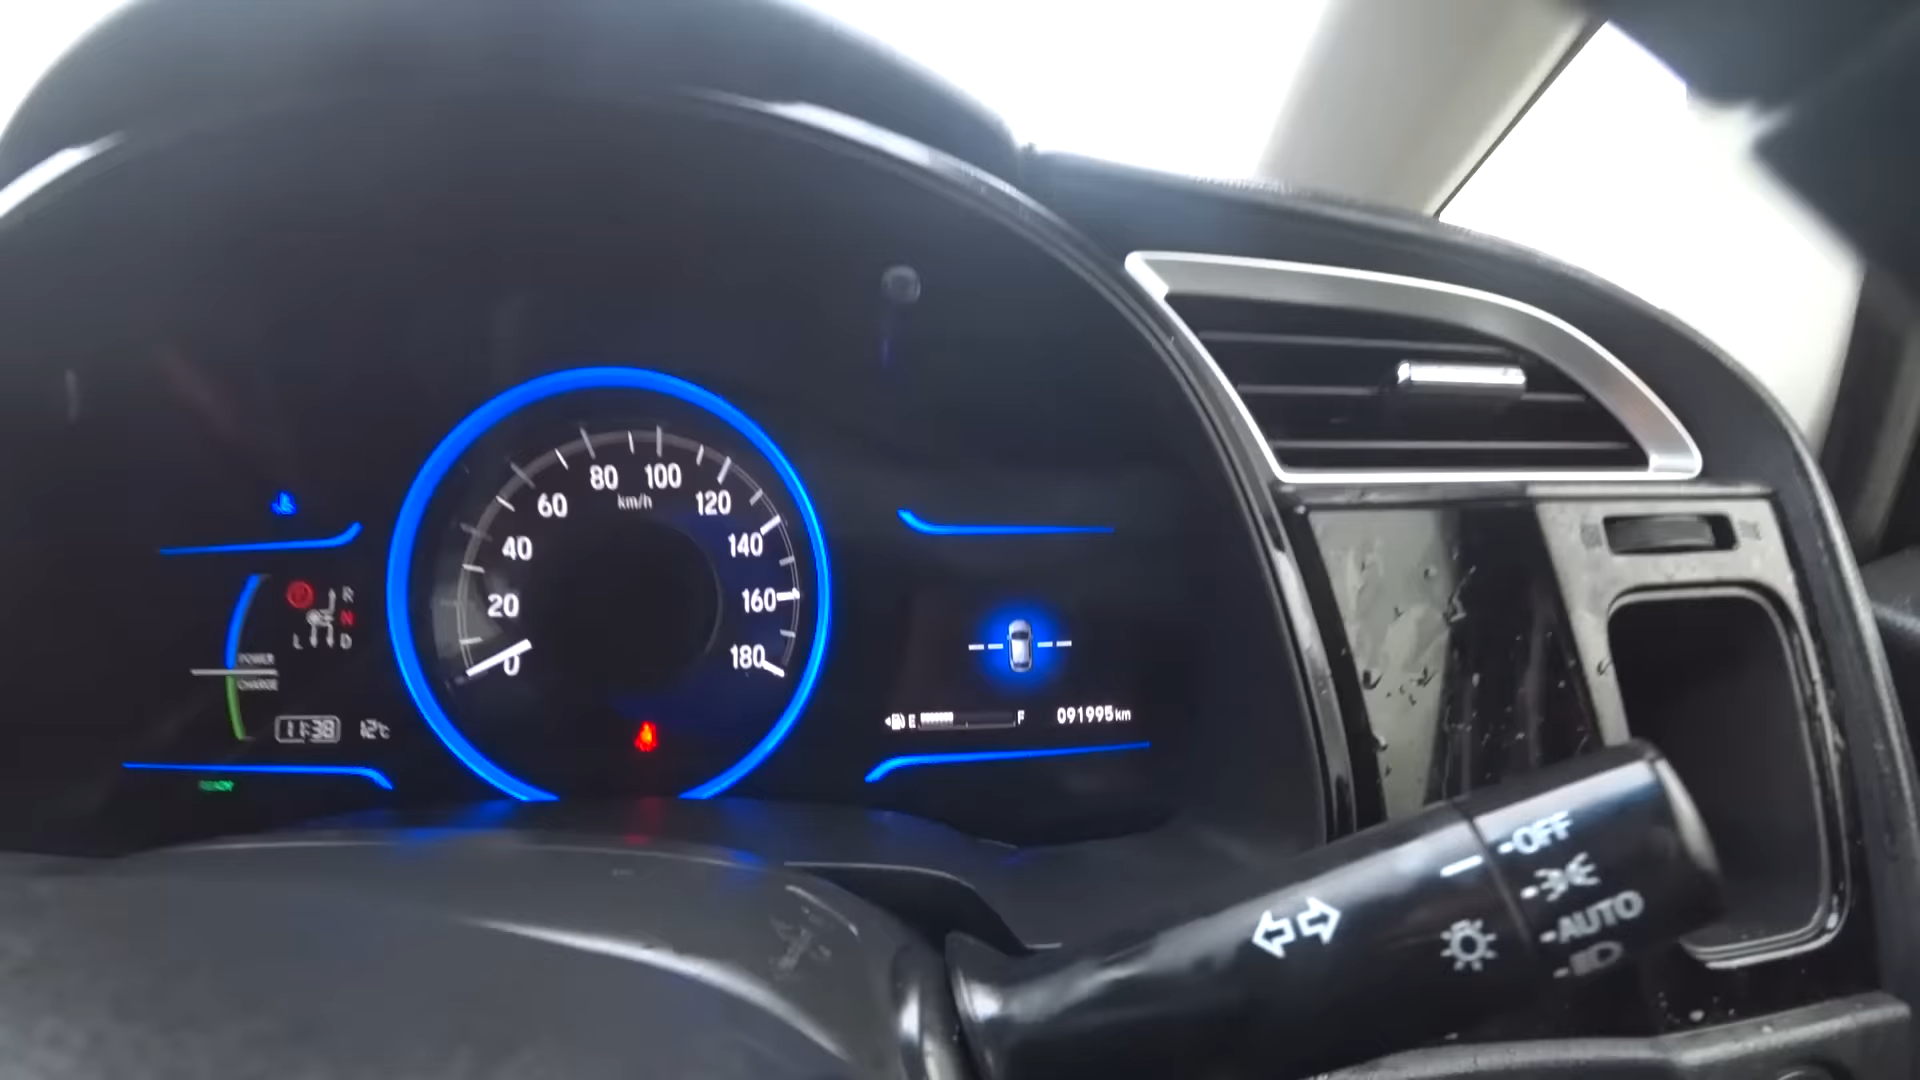 80 100
km/h
60 120
40 140
20 160
0 180
R
N
L D
POWER
CHARGE
11:38 12°C
READY
E F 091995 km
-OFF
-AUTO